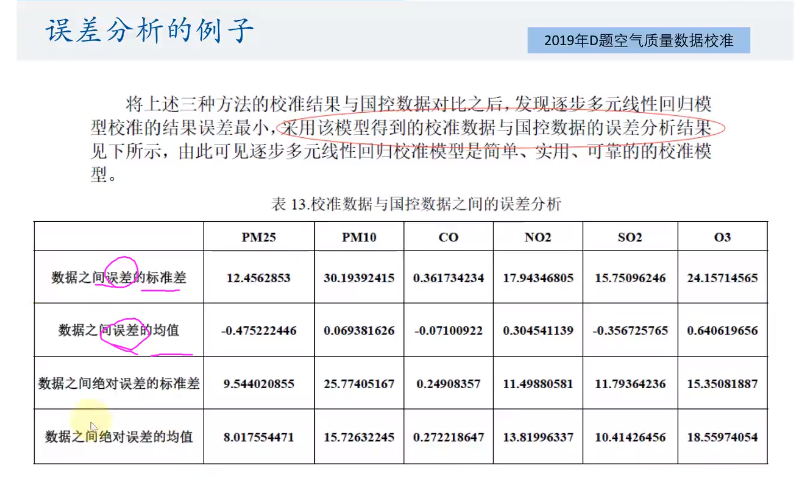 误差分析的例子
2019年D题空气质量数据校准
将上述三种方法的校准结果与国控数据对比之后,发现逐步多元线性回归模
型校准的结果误差最小,采用该模型得到的校准数据与国控数据的误差分析结果
见下所示,由此可见逐步多元线性回归校准模型是简单、实用、可靠的的校准模
型。
表 13.校准数据与国控数据之间的误差分析
PM25 PM10 CO NO2 SO2 O3
数据之间误差的标准差 12.4562853 30.19392415 0.361734234 17.94346805 15.75096246 24.15714565
数据之间误差的均值 -0.475222446 0.069381626 -0.07100922 0.304541139 -0.356725765 0.640619656
数据之间绝对误差的标准差 9.544020855 25.77405167 0.24908357 11.49880581 11.79364236 15.35081887
数据之间绝对误差的均值 8.017554471 15.72632245 0.272218647 13.81996337 10.41426456 18.55974054